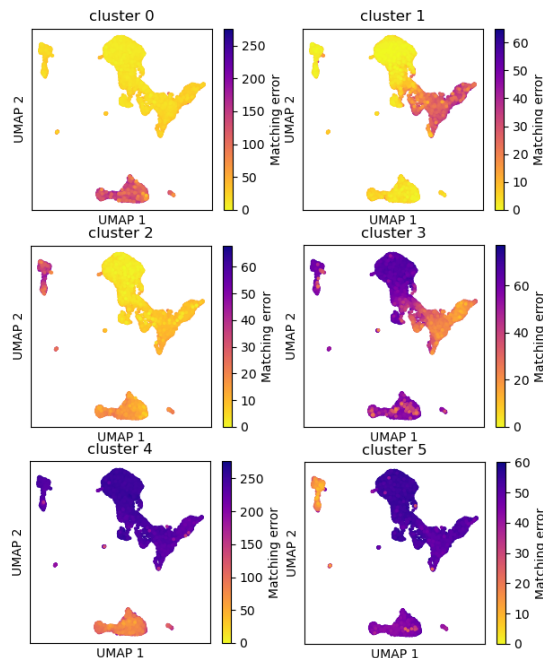 cluster 0
UMAP 2
UMAP 1
250
200
150
100
50
0
Matching error
cluster 1
UMAP 2
UMAP 1
60
50
40
30
20
10
0
Matching error
cluster 2
UMAP 2
UMAP 1
60
50
40
30
20
10
0
Matching error
cluster 3
UMAP 2
UMAP 1
60
40
20
0
Matching error
cluster 4
UMAP 2
UMAP 1
250
200
150
100
50
0
Matching error
cluster 5
UMAP 2
UMAP 1
60
50
40
30
20
10
0
Matching error